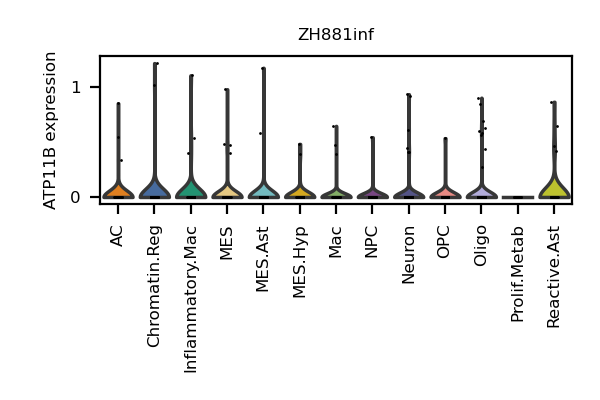 ZH881inf
ATP11B expression
1
0
AC
Chromatin.Reg
Inflammatory.Mac
MES
MES.Ast
MES.Hyp
Mac
NPC
Neuron
OPC
Oligo
Prolif.Metab
Reactive.Ast